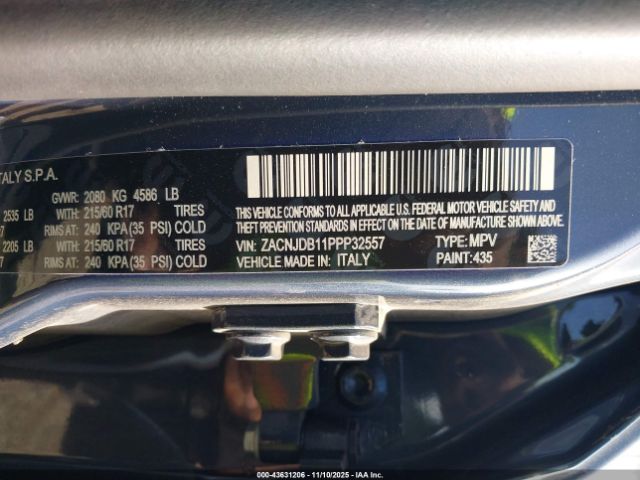 ITALY S.P.A.
GVWR: 2080 KG 4586 LB
2535 LB WITH: 215/60 R17 TIRES
RIMS AT: 240 KPA(35 PSI) COLD
2205 LB WITH: 215/60 R17 TIRES
RIMS AT: 240 KPA(35 PSI) COLD
THIS VEHICLE CONFORMS TO ALL APPLICABLE U.S. FEDERAL MOTOR VEHICLE SAFETY,
BUMPER, AND THEFT PREVENTION STANDARDS IN EFFECT ON THE DATE OF MANUFACTURE SHOWN ABOVE.
VIN: ZACNJDB11PPP32557 TYPE: MPV
VEHICLE MADE IN: ITALY PAINT: 435
000-43631206 - 11/10/2025 - IAA Inc.